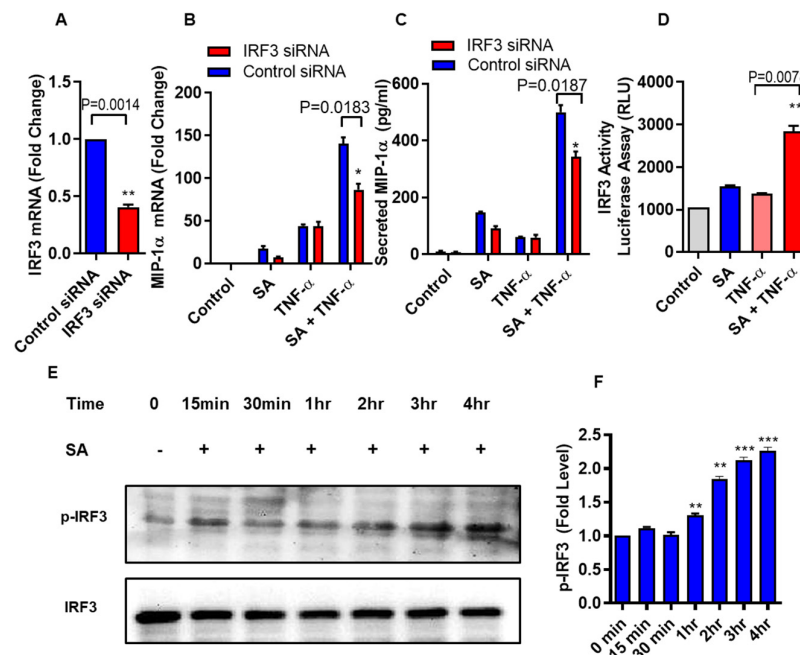 A
IRF3 mRNA (Fold Change)
1.5
1.0
0.5
0.0
P=0.0014
**
Control siRNA
IRF3 siRNA
B
IRF3 siRNA
Control siRNA
MIP-1α mRNA (Fold Change)
200
150
100
50
0
P=0.0183
*
Control
SA
TNF-α
SA + TNF-α
C
IRF3 siRNA
Control siRNA
Secreted MIP-1α (pg/ml)
600
400
200
0
P=0.0187
*
Control
SA
TNF-α
SA + TNF-α
D
IRF3 Activity
Luciferase Assay (RLU)
4000
3000
2000
1000
0
**
Control
SA
TNF-α
SA + TNF-α
E
Time 0 15min 30min 1hr 2hr 3hr 4hr
SA - + + + + + +
p-IRF3
IRF3
F
p-IRF3 (Fold Level)
2.5
2.0
1.5
1.0
0.5
0.0
** ** *** ***
0 min
15 min
30 min
1hr
2hr
3hr
4hr